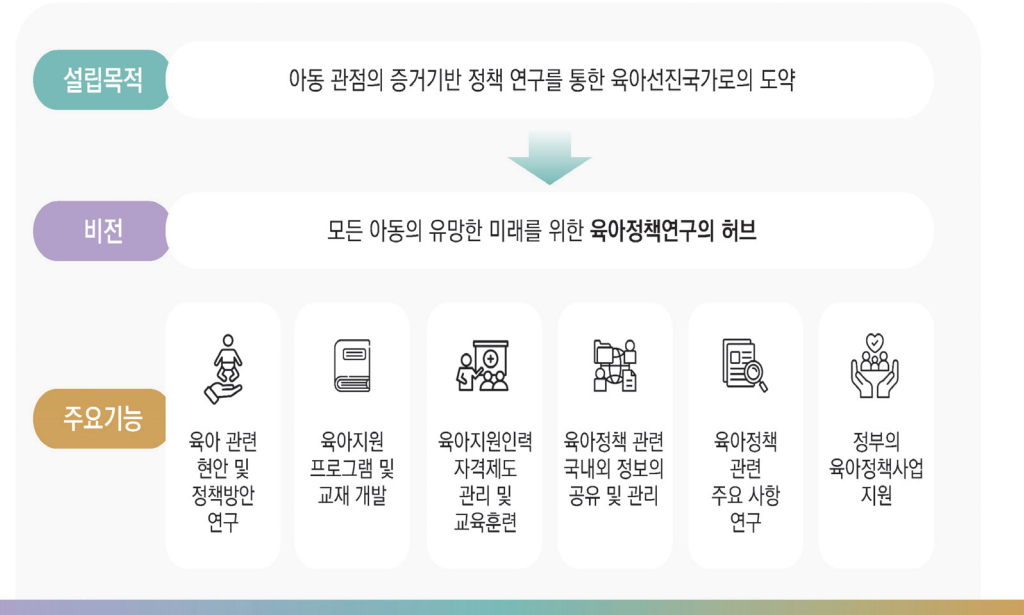 설립목적
아동 관점의 증거기반 정책 연구를 통한 육아선진국가로의 도약
비전
모든 아동의 유망한 미래를 위한 육아정책연구의 허브
주요기능
육아 관련
현안 및
정책방안
연구
육아지원
프로그램 및
교재 개발
육아지원인력
자격제도
관리 및
교육훈련
육아정책 관련
국내외 정보의
공유 및 관리
육아정책
관련
주요 사항
연구
정부의
육아정책사업
지원